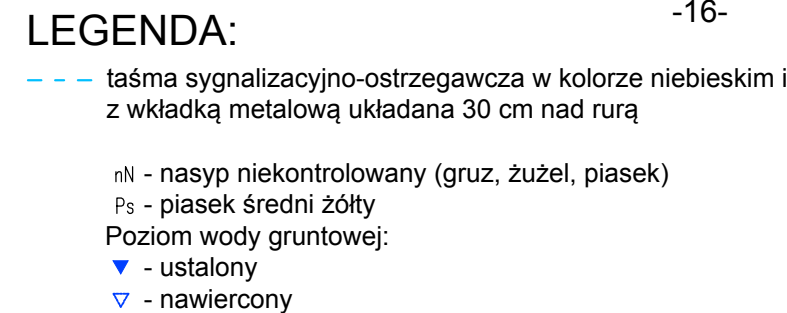 -16-
LEGENDA:
taśma sygnalizacyjno-ostrzegawcza w kolorze niebieskim i
z wkładką metalową układana 30 cm nad rurą
nN - nasyp niekontrolowany (gruz, żużel, piasek)
Ps - piasek średni żółty
Poziom wody gruntowej:
- ustalony
- nawiercony